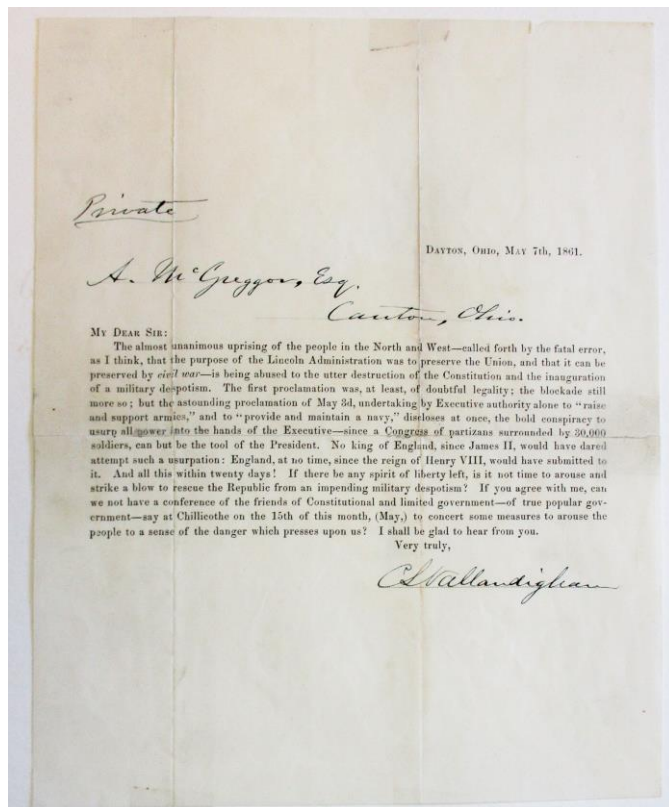 Private
DAYTON, OHIO, MAY 7th, 1861.
A. McGreggor, Esq.
Canton, Ohio.
MY DEAR SIR:
The almost unanimous uprising of the people in the North and West—called forth by the fatal error,
as I think, that the purpose of the Lincoln Administration was to preserve the Union, and that it can be
preserved by civil war—is being abused to the utter destruction of the Constitution and the inauguration
of a military despotism. The first proclamation was, at least, of doubtful legality; the blockade still
more so; but the astounding proclamation of May 3d, undertaking by Executive authority alone to "raise
and support armies," and to "provide and maintain a navy," discloses at once, the bold conspiracy to
usurp all power into the hands of the Executive—since a Congress of partizans surrounded by 30,000
soldiers, can but be the tool of the President. No king of England, since James II, would have dared
attempt such a usurpation: England, at no time, since the reign of Henry VIII, would have submitted to
it. And all this within twenty days! If there be any spirit of liberty left, is it not time to arouse and
strike a blow to rescue the Republic from an impending military despotism? If you agree with me, can
we not have a conference of the friends of Constitutional and limited government—of true popular gov-
ernment—say at Chillicothe on the 15th of this month, (May,) to concert some measures to arouse the
people to a sense of the danger which presses upon us? I shall be glad to hear from you.
Very truly,
C L Vallandigham